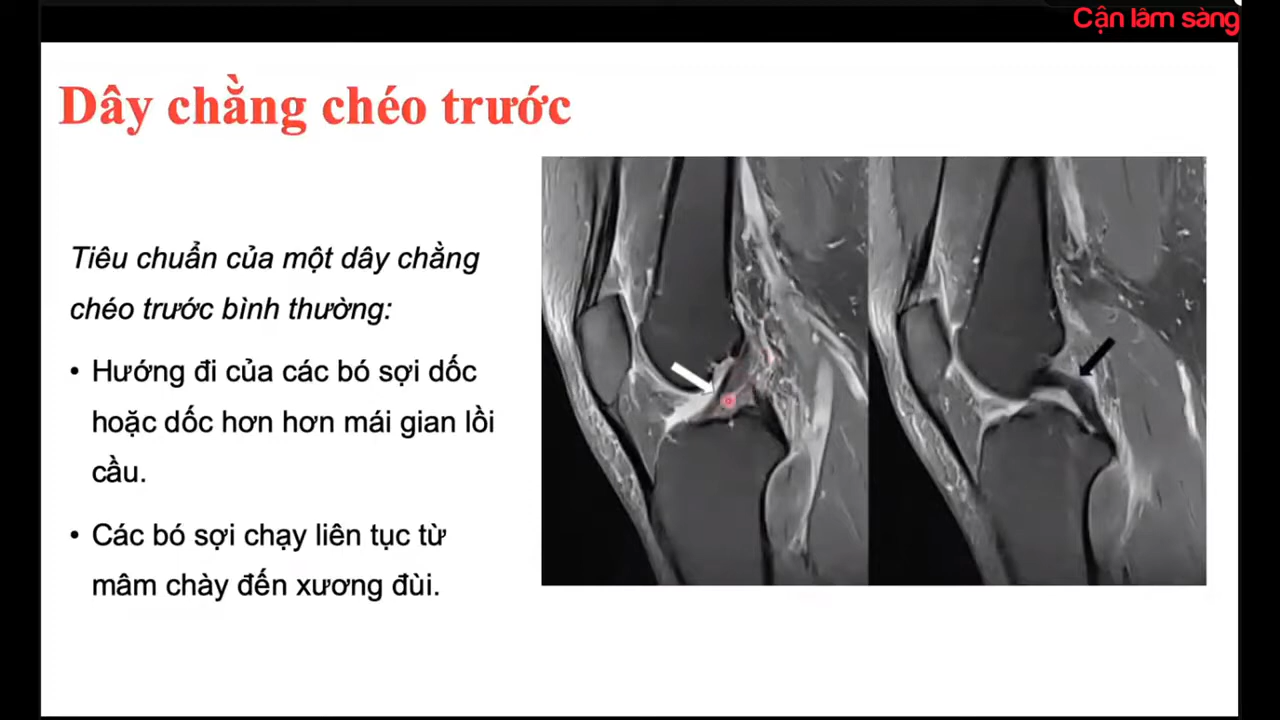 Cận lâm sàng
Dây chằng chéo trước
Tiêu chuẩn của một dây chằng
chéo trước bình thường:
• Hướng đi của các bó sợi dốc
hoặc dốc hơn hơn mái gian lồi
cầu.
• Các bó sợi chạy liên tục từ
mâm chày đến xương đùi.